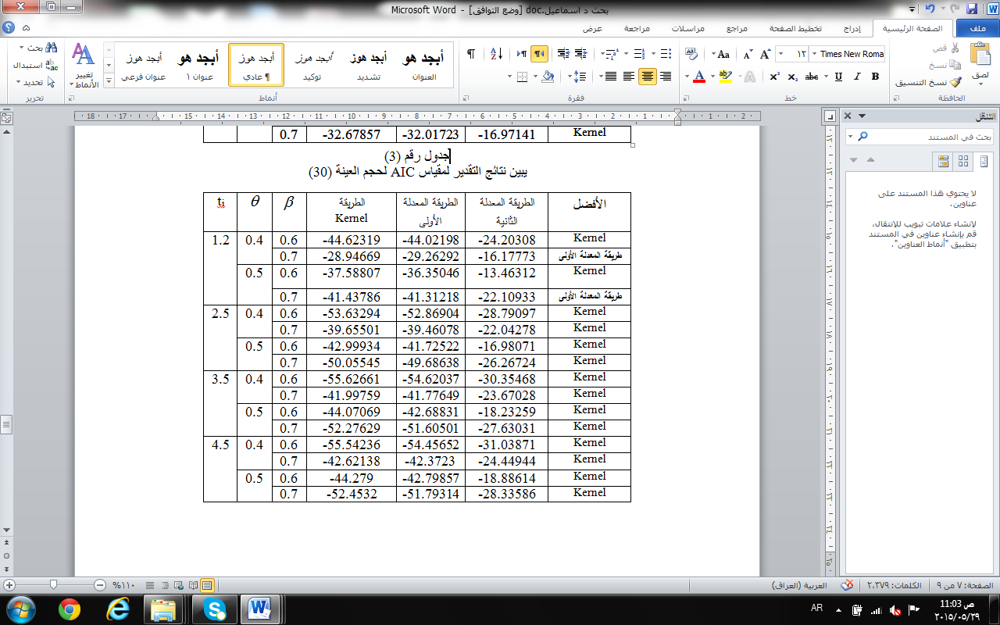 بحث د اسماعيل.doc [وضع التوافق] - Microsoft Word
ملف الصفحة الرئيسية إدراج تخطيط الصفحة مراجع مراسلات مراجعة عرض
لصق
قص
نسخ
نسخ التنسيق
الحافظة
Times New Roma ١٢
خط
فقرة
أبجد هوز العنوان
أبجد هوز تشديد
أبجد هوز توكيد
أبجد هوز ¶ عادي
أبجد هو عنوان ١
أبجد هوز عنوان فرعي
أنماط
تغيير الأنماط
بحث
استبدال
تحديد
تحرير
التنقل
بحث في المستند
لا يحتوي هذا المستند على
عناوين.
لإنشاء علامات تبويب للانتقال،
قم بإنشاء عناوين في المستند
بتطبيق "أنماط العناوين".
18 17 16 15 14 13 12 11 10 9 8 7 6 5 4 3 2 1 1 2
0.7 -32.67857 -32.01723 -16.97141 Kernel
جدول رقم (3)
يبين نتائج التقدير لمقياس AIC لحجم العينة (30)
ti θ β الطريقة Kernel الطريقة المعدلة الأولى الطريقة المعدلة الثانية الأفضل
1.2 0.4 0.6 -44.62319 -44.02198 -24.20308 Kernel
0.7 -28.94669 -29.26292 -16.17773 طريقة المعدلة الأولى
0.5 0.6 -37.58807 -36.35046 -13.46312 Kernel
0.7 -41.43786 -41.31218 -22.10933 طريقة المعدلة الأولى
2.5 0.4 0.6 -53.63294 -52.86904 -28.79097 Kernel
0.7 -39.65501 -39.46078 -22.04278 Kernel
0.5 0.6 -42.99934 -41.72522 -16.98071 Kernel
0.7 -50.05545 -49.68638 -26.26724 Kernel
3.5 0.4 0.6 -55.62661 -54.62037 -30.35468 Kernel
0.7 -41.99759 -41.77649 -23.67028 Kernel
0.5 0.6 -44.07069 -42.68831 -18.23259 Kernel
0.7 -52.27629 -51.60501 -27.63031 Kernel
4.5 0.4 0.6 -55.54236 -54.45652 -31.03871 Kernel
0.7 -42.62138 -42.3723 -24.44944 Kernel
0.5 0.6 -44.279 -42.79857 -18.88614 Kernel
0.7 -52.4532 -51.79314 -28.33586 Kernel
الصفحة: ٧ من ٩ الكلمات: ٢،٣٧٩ العربية (العراق) ١١٠%
AR
11:03 ص
٢٠١٥/٠٥/٢٩